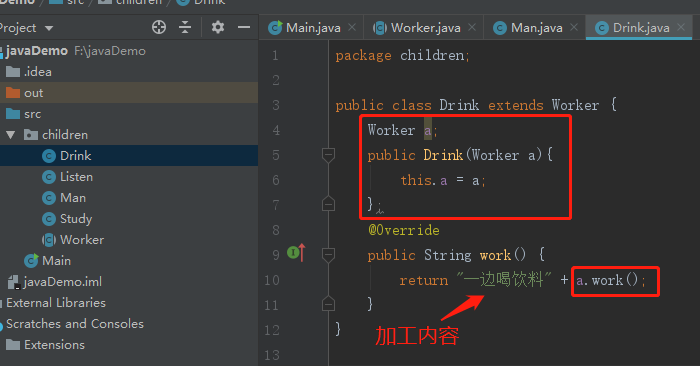 Demo
src
children
Drink
Project
Main.java
Worker.java
Man.java
Drink.java
javaDemo F:\javaDemo
.idea
out
src
children
Drink
Listen
Man
Study
Worker
Main
javaDemo.iml
External Libraries
Scratches and Consoles
Extensions
1 package children;
2
3 public class Drink extends Worker {
4 Worker a;
5 public Drink(Worker a){
6 this.a = a;
7 };
8 @Override
9 public String work() {
10 return "一边喝饮料" + a.work();
11 }
12 }
13
加工内容